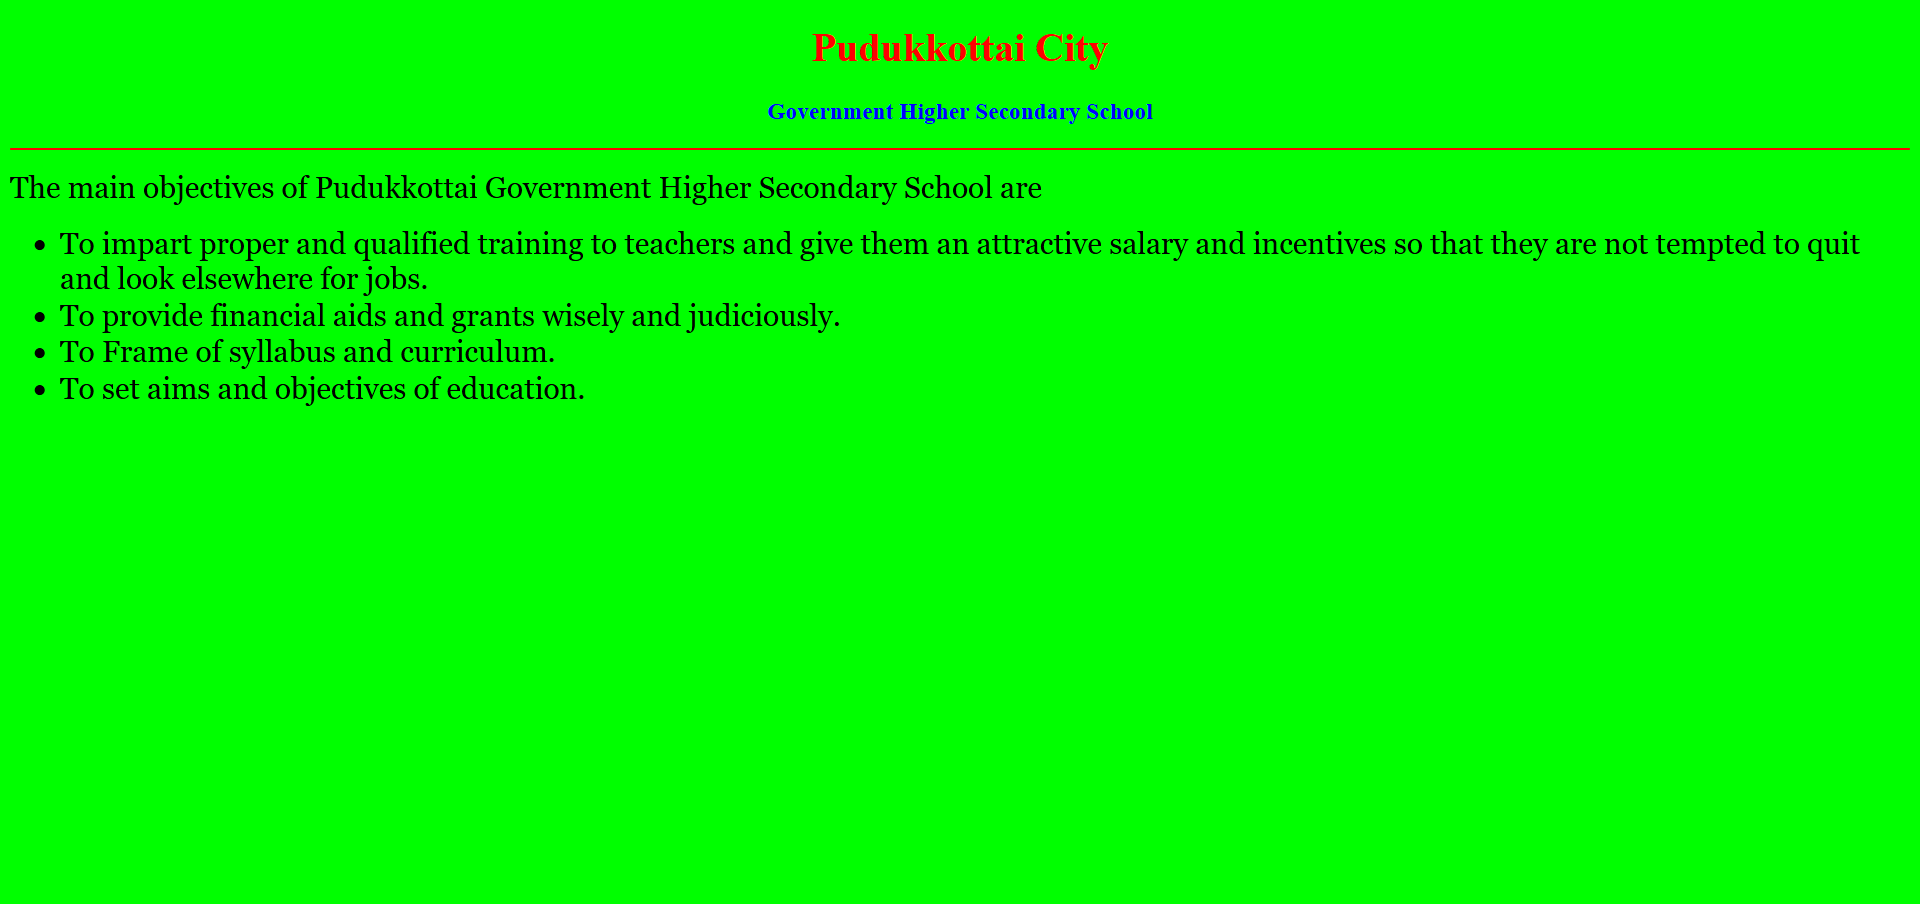 Pudukkottai City
Government Higher Secondary School
The main objectives of Pudukkottai Government Higher Secondary School are
• To impart proper and qualified training to teachers and give them an attractive salary and incentives so that they are not tempted to quit
and look elsewhere for jobs.
• To provide financial aids and grants wisely and judiciously.
• To Frame of syllabus and curriculum.
• To set aims and objectives of education.